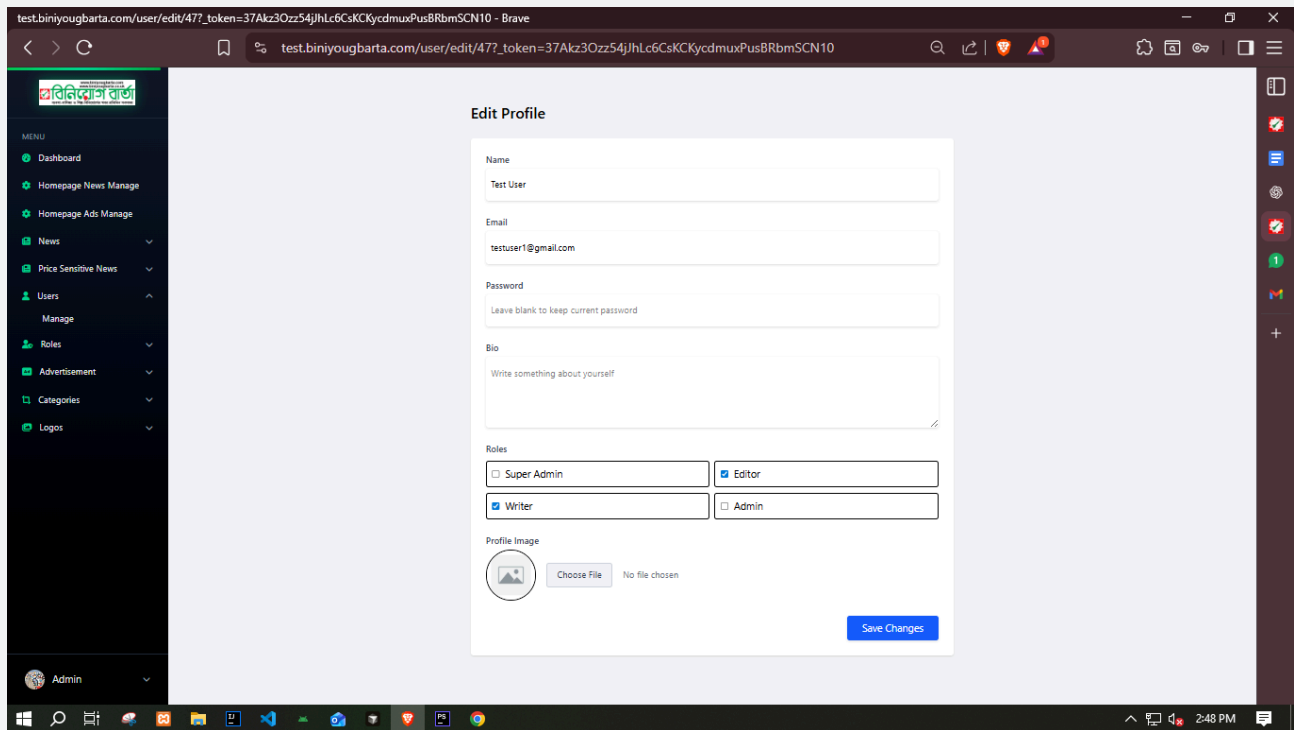 test.biniyougbarta.com/user/edit/47?_token=37Akz3Ozz54jJhLc6CsKCKycdmuxPusBRbmSCN10 - Brave
test.biniyougbarta.com/user/edit/47?_token=37Akz3Ozz54jJhLc6CsKCKycdmuxPusBRbmSCN10
1
বিনিয়োগ বার্তা
MENU
Dashboard
Homepage News Manage
Homepage Ads Manage
News
Price Sensitive News
Users
Manage
Roles
Advertisement
Categories
Logos
Admin
Edit Profile
Name
Test User
Email
testuser1@gmail.com
Password
Leave blank to keep current password
Bio
Write something about yourself
Roles
Super Admin
Editor
Writer
Admin
Profile Image
Choose File
No file chosen
Save Changes
1
2:48 PM